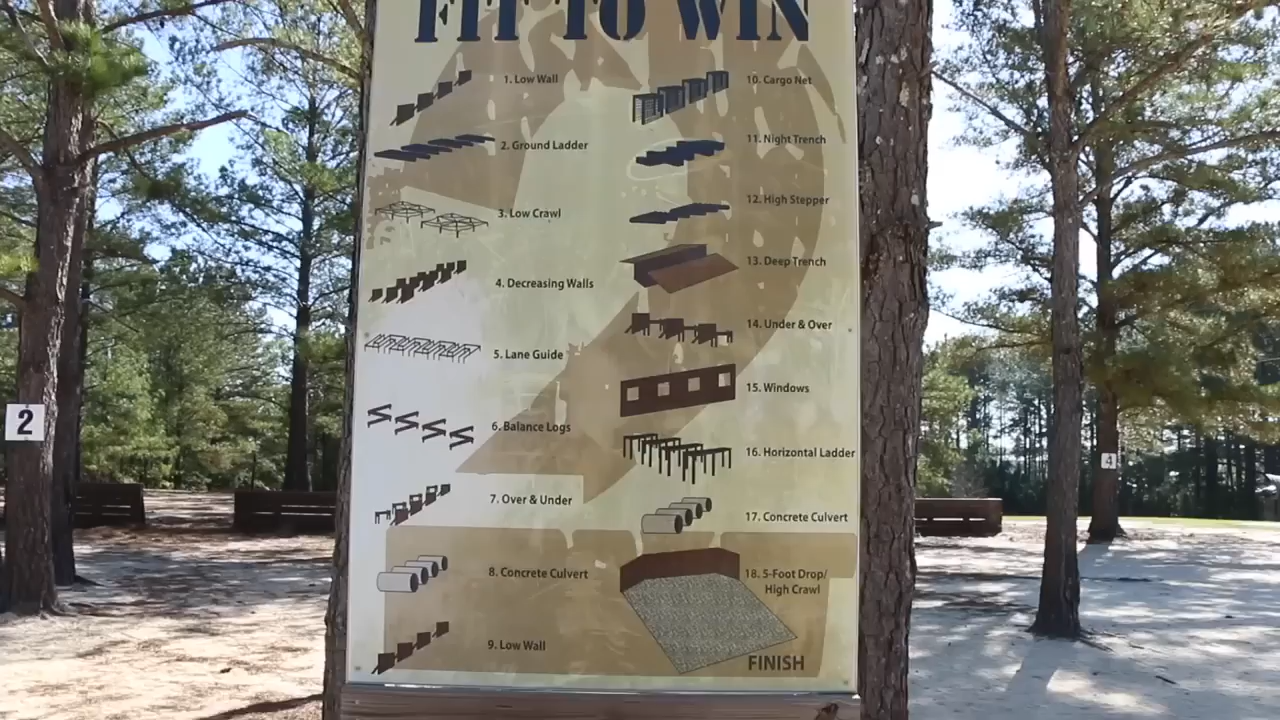 FIT TO WIN
1. Low Wall
2. Ground Ladder
3. Low Crawl
4. Decreasing Walls
5. Lane Guide
6. Balance Logs
7. Over & Under
8. Concrete Culvert
9. Low Wall
10. Cargo Net
11. Night Trench
12. High Stepper
13. Deep Trench
14. Under & Over
15. Windows
16. Horizontal Ladder
17. Concrete Culvert
18. 5-Foot Drop/
High Crawl
FINISH
2
4